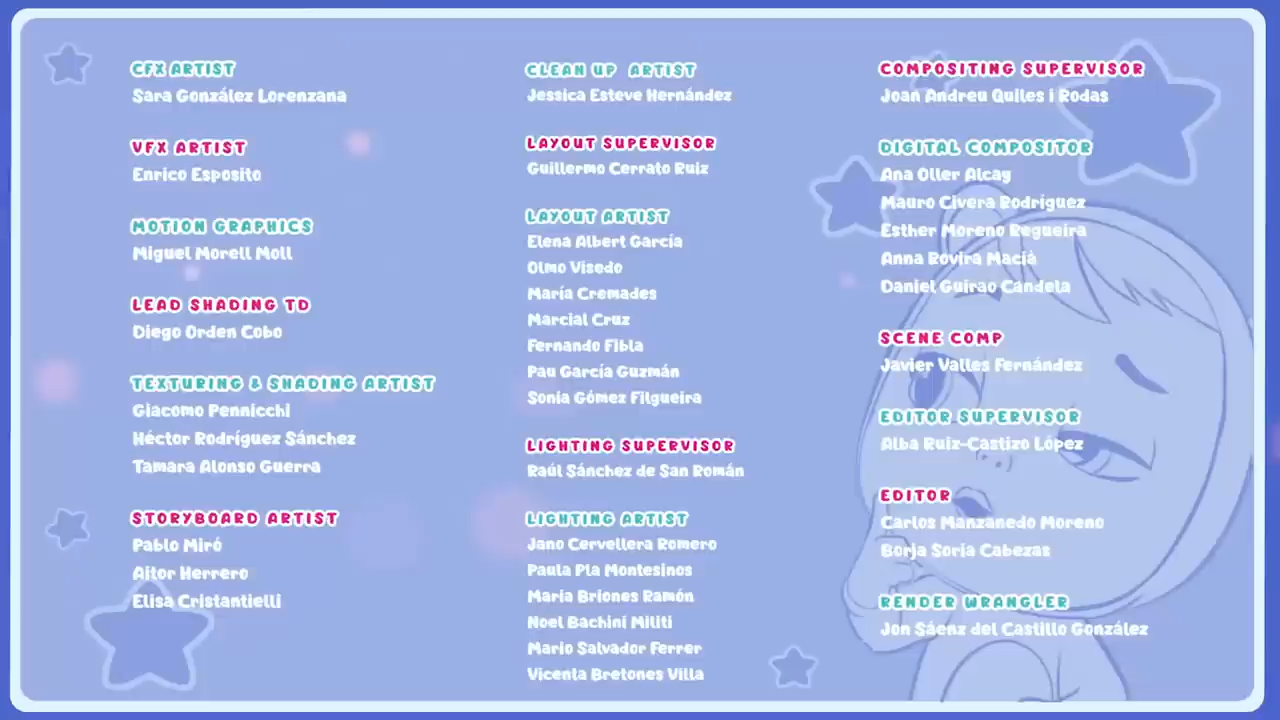 CFX ARTIST
Sara González Lorenzana
VFX ARTIST
Enrico Esposito
MOTION GRAPHICS
Miguel Morell Moll
LEAD SHADING TD
Diego Orden Cobo
TEXTURING & SHADING ARTIST
Giacomo Pennicchi
Héctor Rodríguez Sánchez
Tamara Alonso Guerra
STORYBOARD ARTIST
Pablo Miró
Aitor Herrero
Elisa Cristantielli
CLEAN UP ARTIST
Jessica Esteve Hernández
LAYOUT SUPERVISOR
Guillermo Cerrato Ruiz
LAYOUT ARTIST
Elena Albert García
Olmo Visedo
María Cremades
Marcial Cruz
Fernando Fibla
Pau García Guzmán
Sonia Gómez Filgueira
LIGHTING SUPERVISOR
Raúl Sánchez de San Román
LIGHTING ARTIST
Jano Cervellera Romero
Paula Pla Montesinos
Maria Briones Ramón
Noel Bachini Militi
Mario Salvador Ferrer
Vicenta Bretones Villa
COMPOSITING SUPERVISOR
Joan Andreu Quiles i Rodas
DIGITAL COMPOSITOR
Ana Oller Alcay
Mauro Civera Rodriguez
Esther Moreno Regueira
Anna Rovira Macià
Daniel Guirao Candela
SCENE COMP
Javier Valles Fernández
EDITOR SUPERVISOR
Alba Ruiz-Castizo López
EDITOR
Carlos Manzanedo Moreno
Borja Soria Cabezas
RENDER WRANGLER
Jon Sáenz del Castillo González